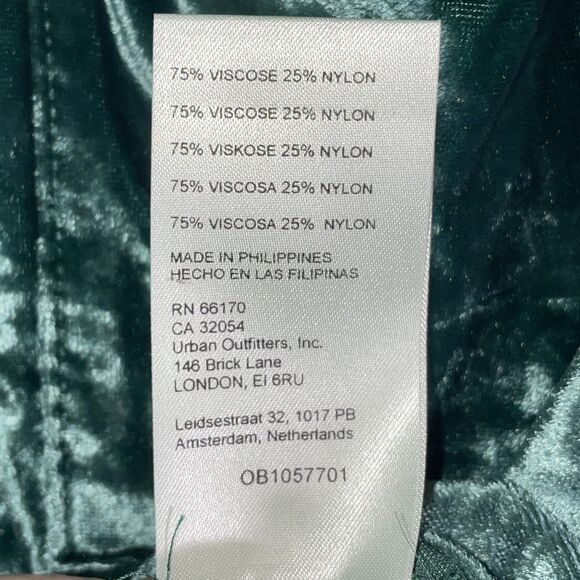 75% VISCOSE 25% NYLON
75% VISCOSE 25% NYLON
75% VISKOSE 25% NYLON
75% VISCOSA 25% NYLON
75% VISCOSA 25% NYLON
MADE IN PHILIPPINES
HECHO EN LAS FILIPINAS
RN 66170
CA 32054
Urban Outfitters, Inc.
146 Brick Lane
LONDON, Ei 6RU
Leidsestraat 32, 1017 PB
Amsterdam, Netherlands
OB1057701